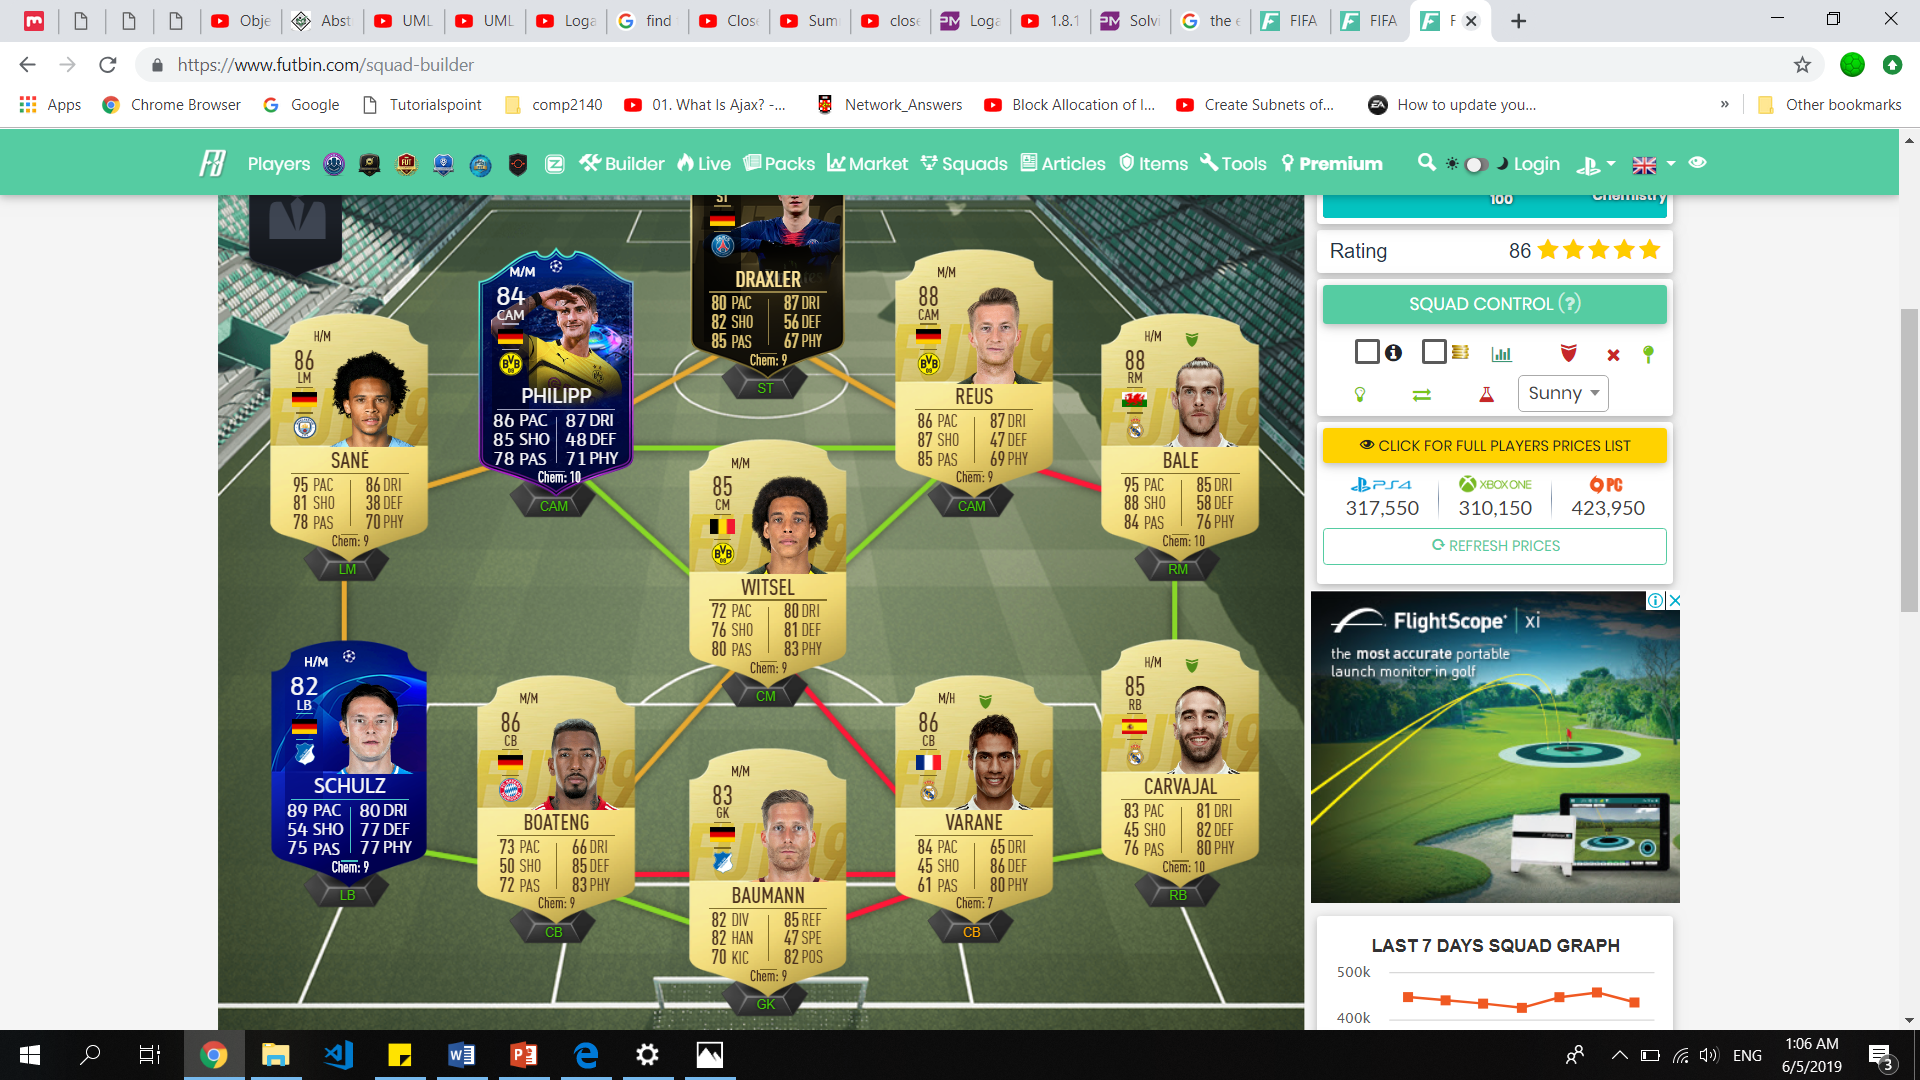 Obje
Abst
UML
UML
Loga
find
Close
Sum
close
Loga
1.8.1
Solvi
the e
FIFA
FIFA
F
https://www.futbin.com/squad-builder
Apps
Chrome Browser
Google
Tutorialspoint
comp2140
01. What Is Ajax? -...
Network_Answers
Block Allocation of I...
Create Subnets of...
How to update you...
»
Other bookmarks
Players
Builder
Live
Packs
Market
Squads
Articles
Items
Tools
Premium
Login
ST
DRAXLER
80 PAC 87 DRI
82 SHO 56 DEF
85 PAS 67 PHY
Chem: 9
ST
M/M
84
CAM
PHILIPP
86 PAC 87 DRI
85 SHO 48 DEF
78 PAS 71 PHY
Chem: 10
CAM
M/M
88
CAM
REUS
86 PAC 87 DRI
87 SHO 47 DEF
85 PAS 69 PHY
Chem: 9
CAM
H/M
86
LM
SANÉ
95 PAC 86 DRI
81 SHO 38 DEF
78 PAS 70 PHY
Chem: 9
LM
H/M
88
RM
BALE
95 PAC 85 DRI
88 SHO 58 DEF
84 PAS 76 PHY
Chem: 10
RM
M/M
85
CM
WITSEL
72 PAC 80 DRI
76 SHO 81 DEF
80 PAS 83 PHY
Chem: 9
CM
H/M
82
LB
SCHULZ
89 PAC 80 DRI
54 SHO 77 DEF
75 PAS 77 PHY
Chem: 9
LB
M/M
86
CB
BOATENG
73 PAC 66 DRI
50 SHO 85 DEF
72 PAS 83 PHY
Chem: 9
CB
M/M
83
GK
BAUMANN
82 DIV 85 REF
82 HAN 47 SPE
70 KIC 82 POS
Chem: 9
GK
M/H
86
CB
VARANE
84 PAC 65 DRI
45 SHO 86 DEF
61 PAS 80 PHY
Chem: 7
CB
H/M
85
RB
CARVAJAL
83 PAC 81 DRI
45 SHO 82 DEF
76 PAS 80 PHY
Chem: 10
RB
100 Chemistry
Rating 86
SQUAD CONTROL (?)
Sunny
CLICK FOR FULL PLAYERS PRICES LIST
PS4 XBOX ONE PC
317,550 310,150 423,950
REFRESH PRICES
FlightScope xi
the most accurate portable
launch monitor in golf
LAST 7 DAYS SQUAD GRAPH
500k
400k
ENG
1:06 AM
6/5/2019
3